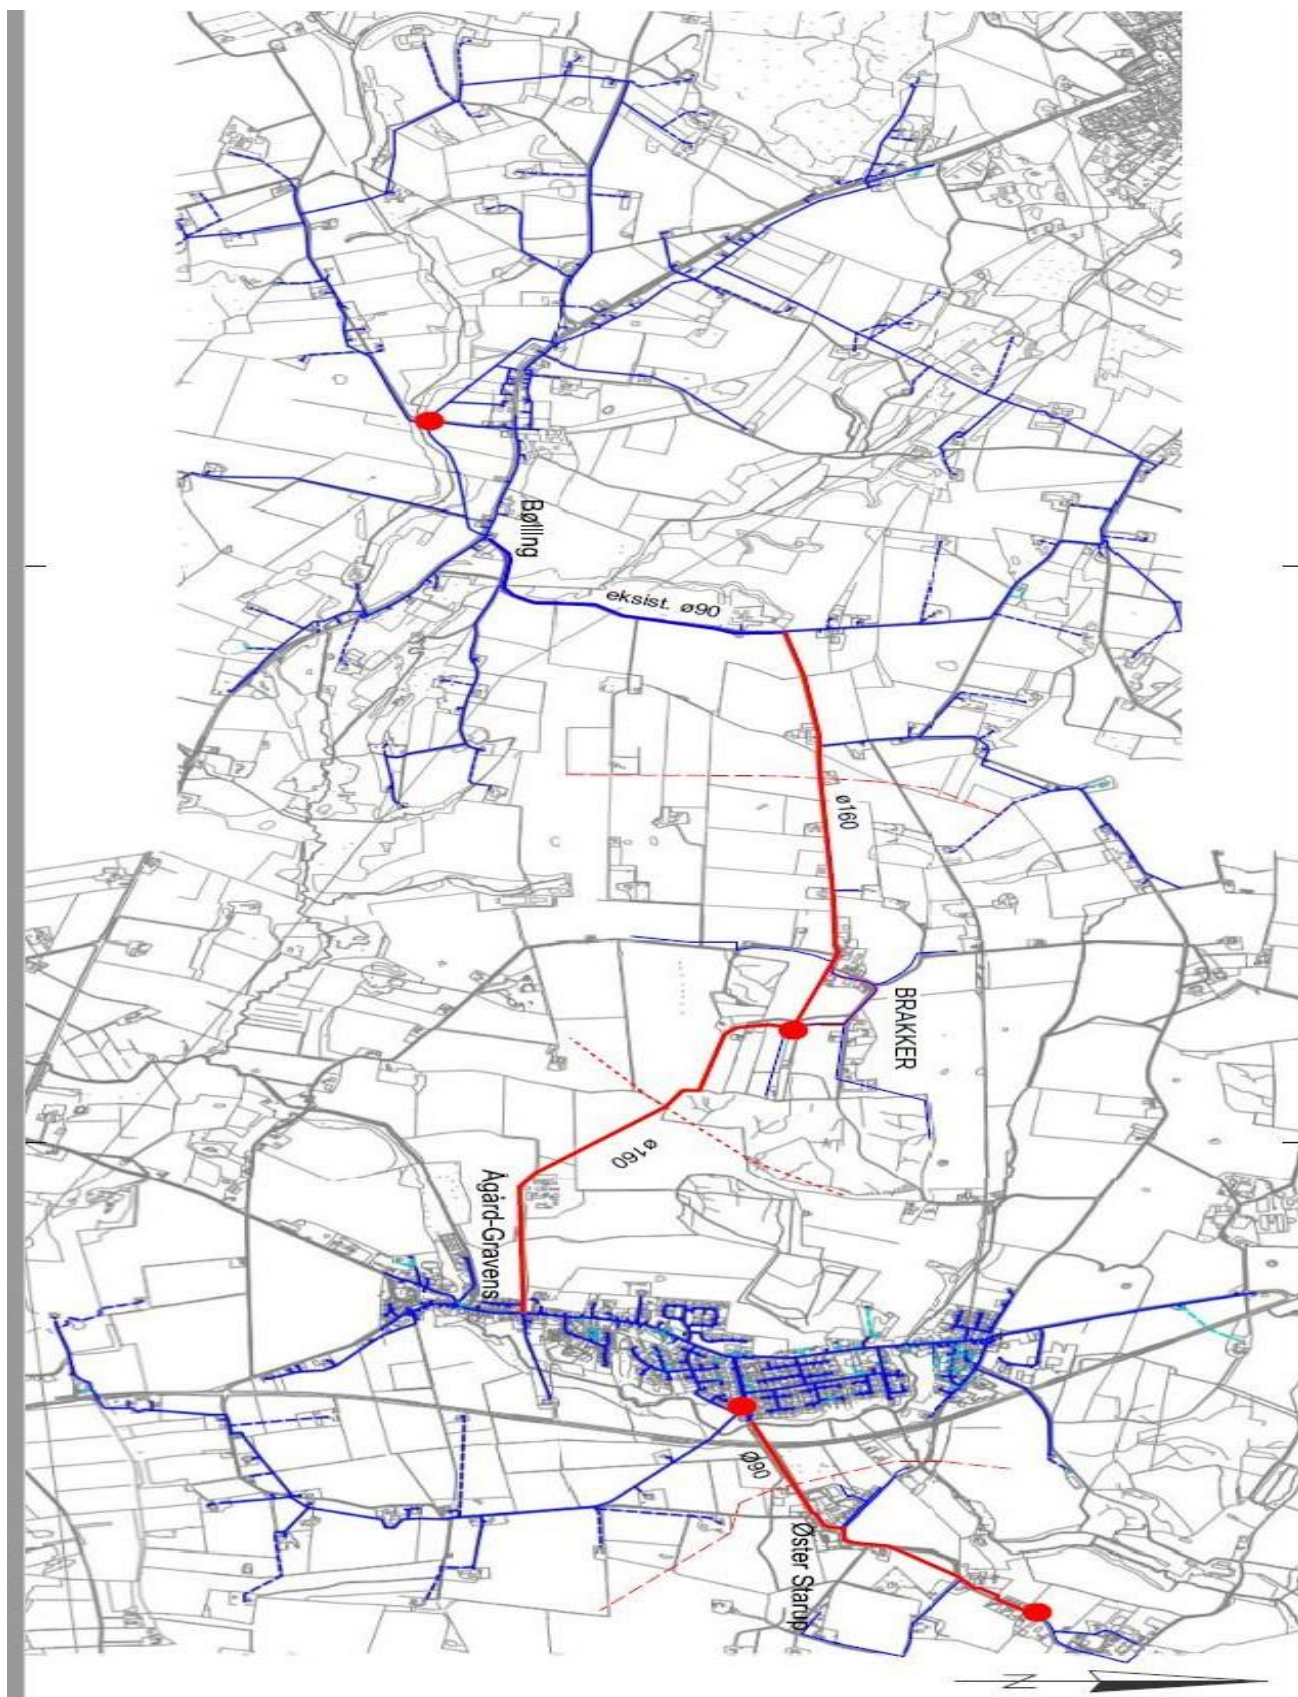 Bølling
eksist. ø90
ø160
BRAKKER
ø160
Ågård-Gravens
Ø90
Øster Starup
N